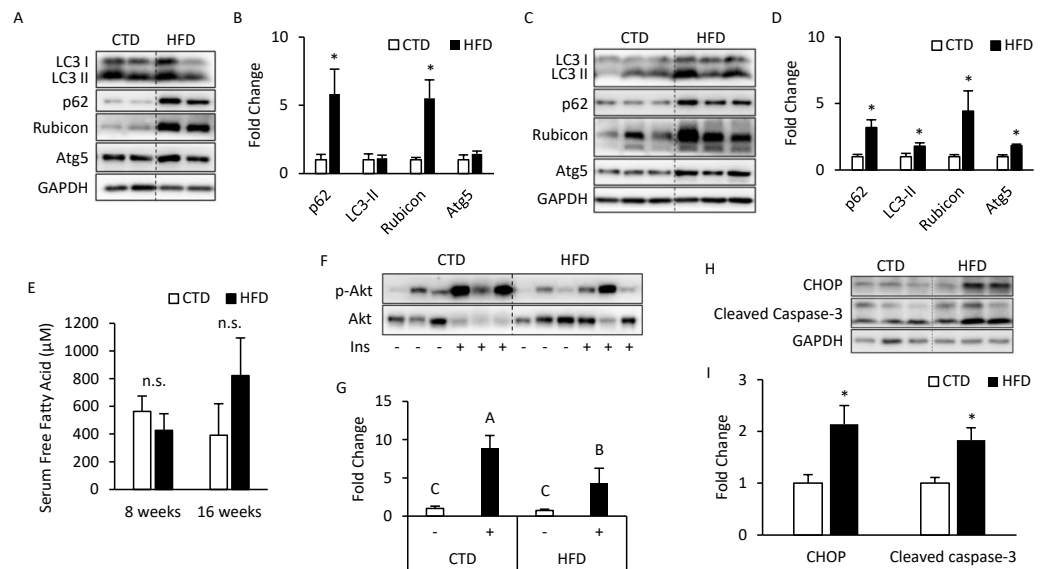 A
CTD HFD
LC3 I
LC3 II
p62
Rubicon
Atg5
GAPDH
B
CTD HFD
Fold Change
10
5
0
* *
p62 LC3-II Rubicon Atg5
C
CTD HFD
LC3 I
LC3 II
p62
Rubicon
Atg5
GAPDH
D
CTD HFD
Fold Change
10
5
0
* * * *
p62 LC3-II Rubicon Atg5
E
CTD HFD
Serum Free Fatty Acid (μM)
1200
1000
800
600
400
200
0
n.s. n.s.
8 weeks 16 weeks
F
CTD HFD
p-Akt
Akt
Ins - - - + + + - - - + + +
G
Fold Change
15
10
5
0
C A C B
- + - +
CTD HFD
H
CTD HFD
CHOP
Cleaved Caspase-3
GAPDH
I
CTD HFD
Fold Change
3
2
1
0
* *
CHOP Cleaved caspase-3